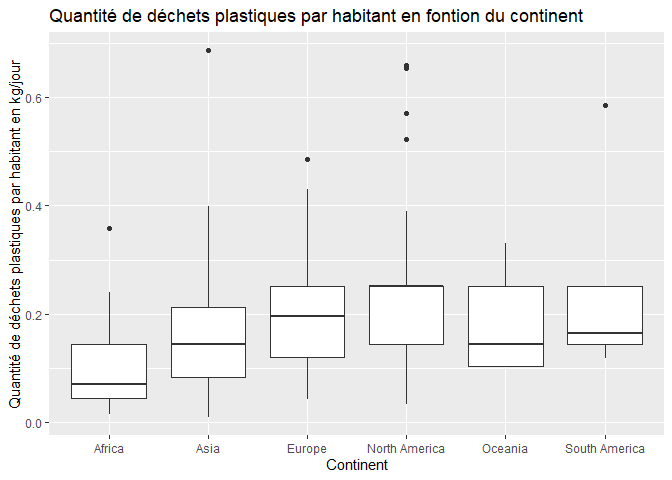 Quantité de déchets plastiques par habitant en fontion du continent
Quantité de déchets plastiques par habitant en kg/jour
0.6
0.4
0.2
0.0
Africa
Asia
Europe
North America
Oceania
South America
Continent